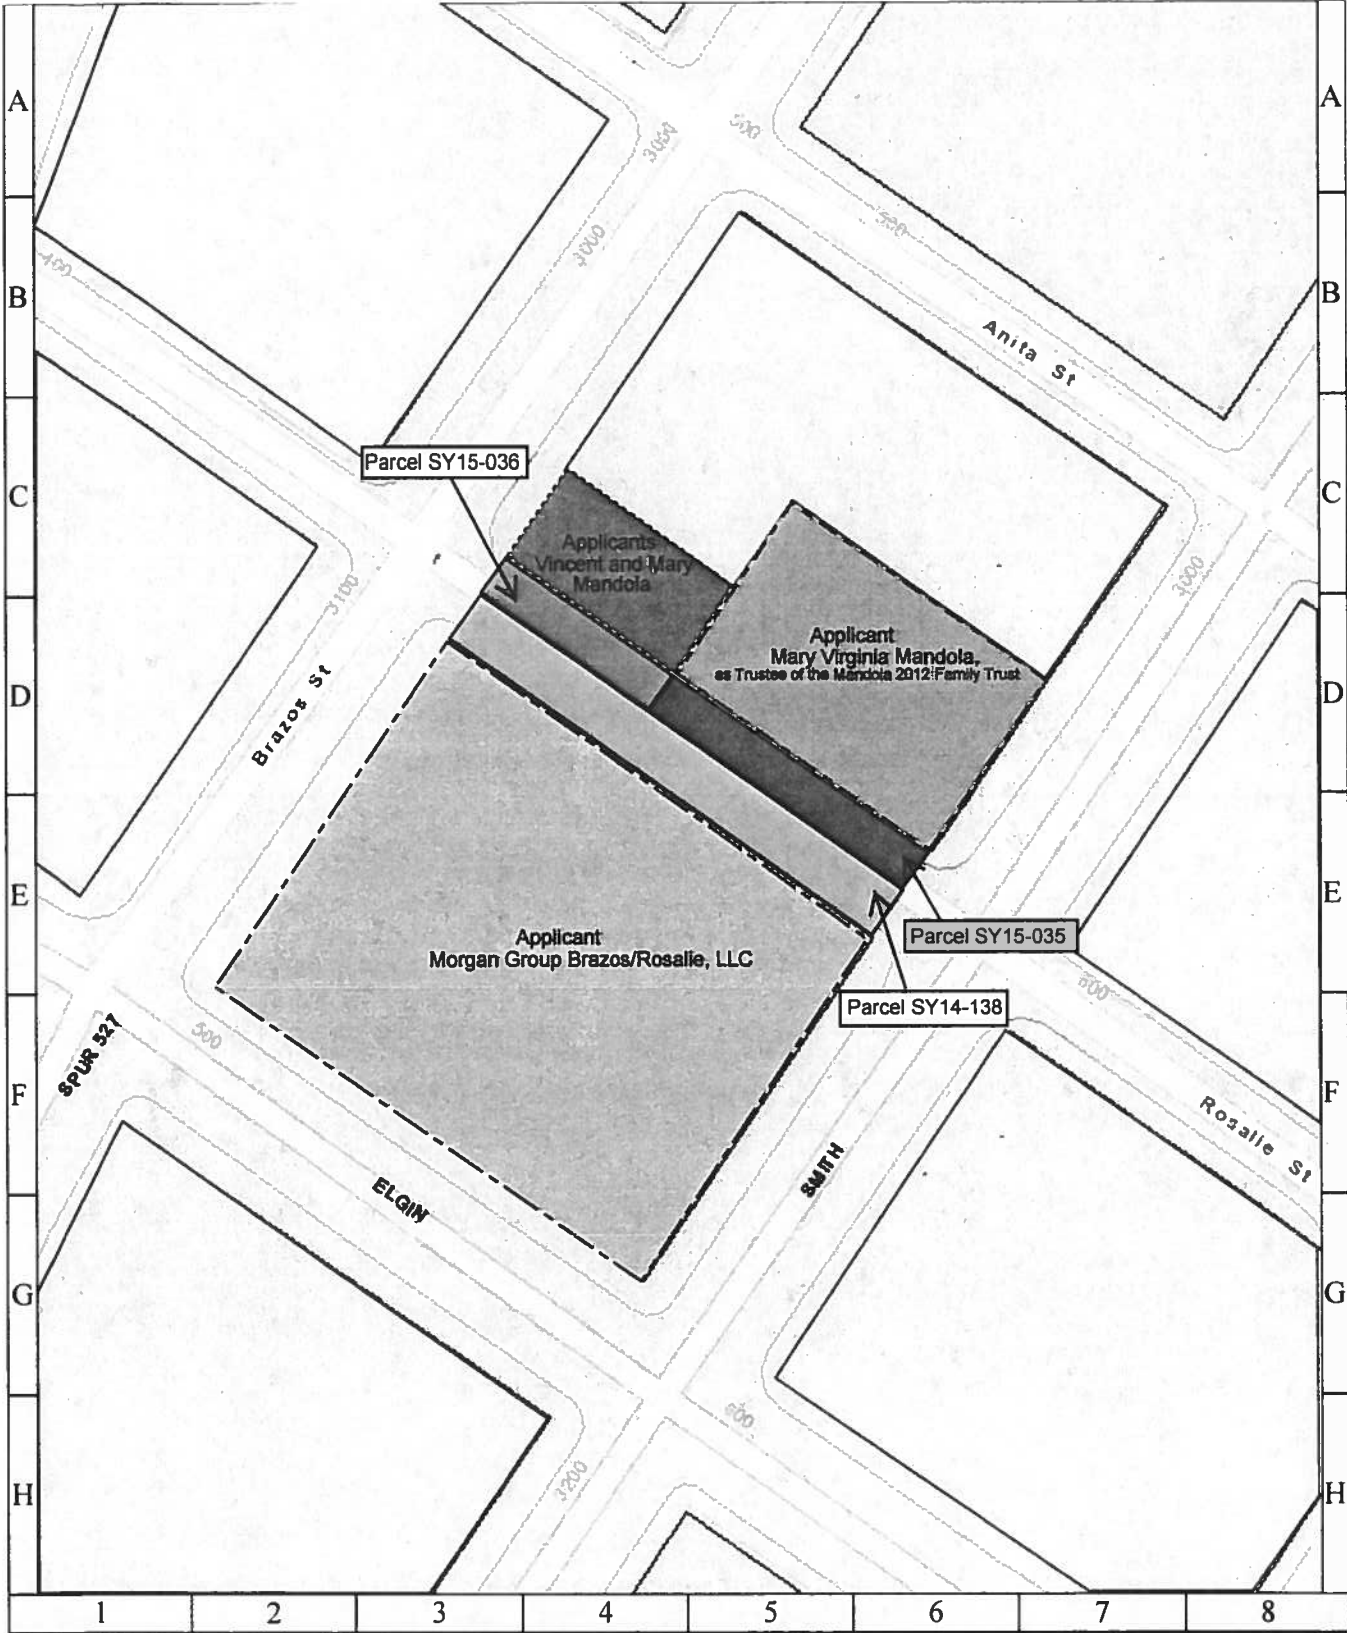 A
A
3000
500
500
3000
B
B
400
Anita St
Parcel SY15-036
C
C
Applicants
Vincent and Mary
Mandola
3000
3100
Applicant
Mary Virginia Mandola,
as Trustee of the Mandola 2012 Family Trust
D
D
Brazos St
E
E
Applicant
Morgan Group Brazos/Rosalie, LLC
Parcel SY15-035
600
Parcel SY14-138
500
SPUR 527
F
F
Rosalie St
SMITH
ELGIN
G
G
600
3200
H
H
1 2 3 4 5 6 7 8